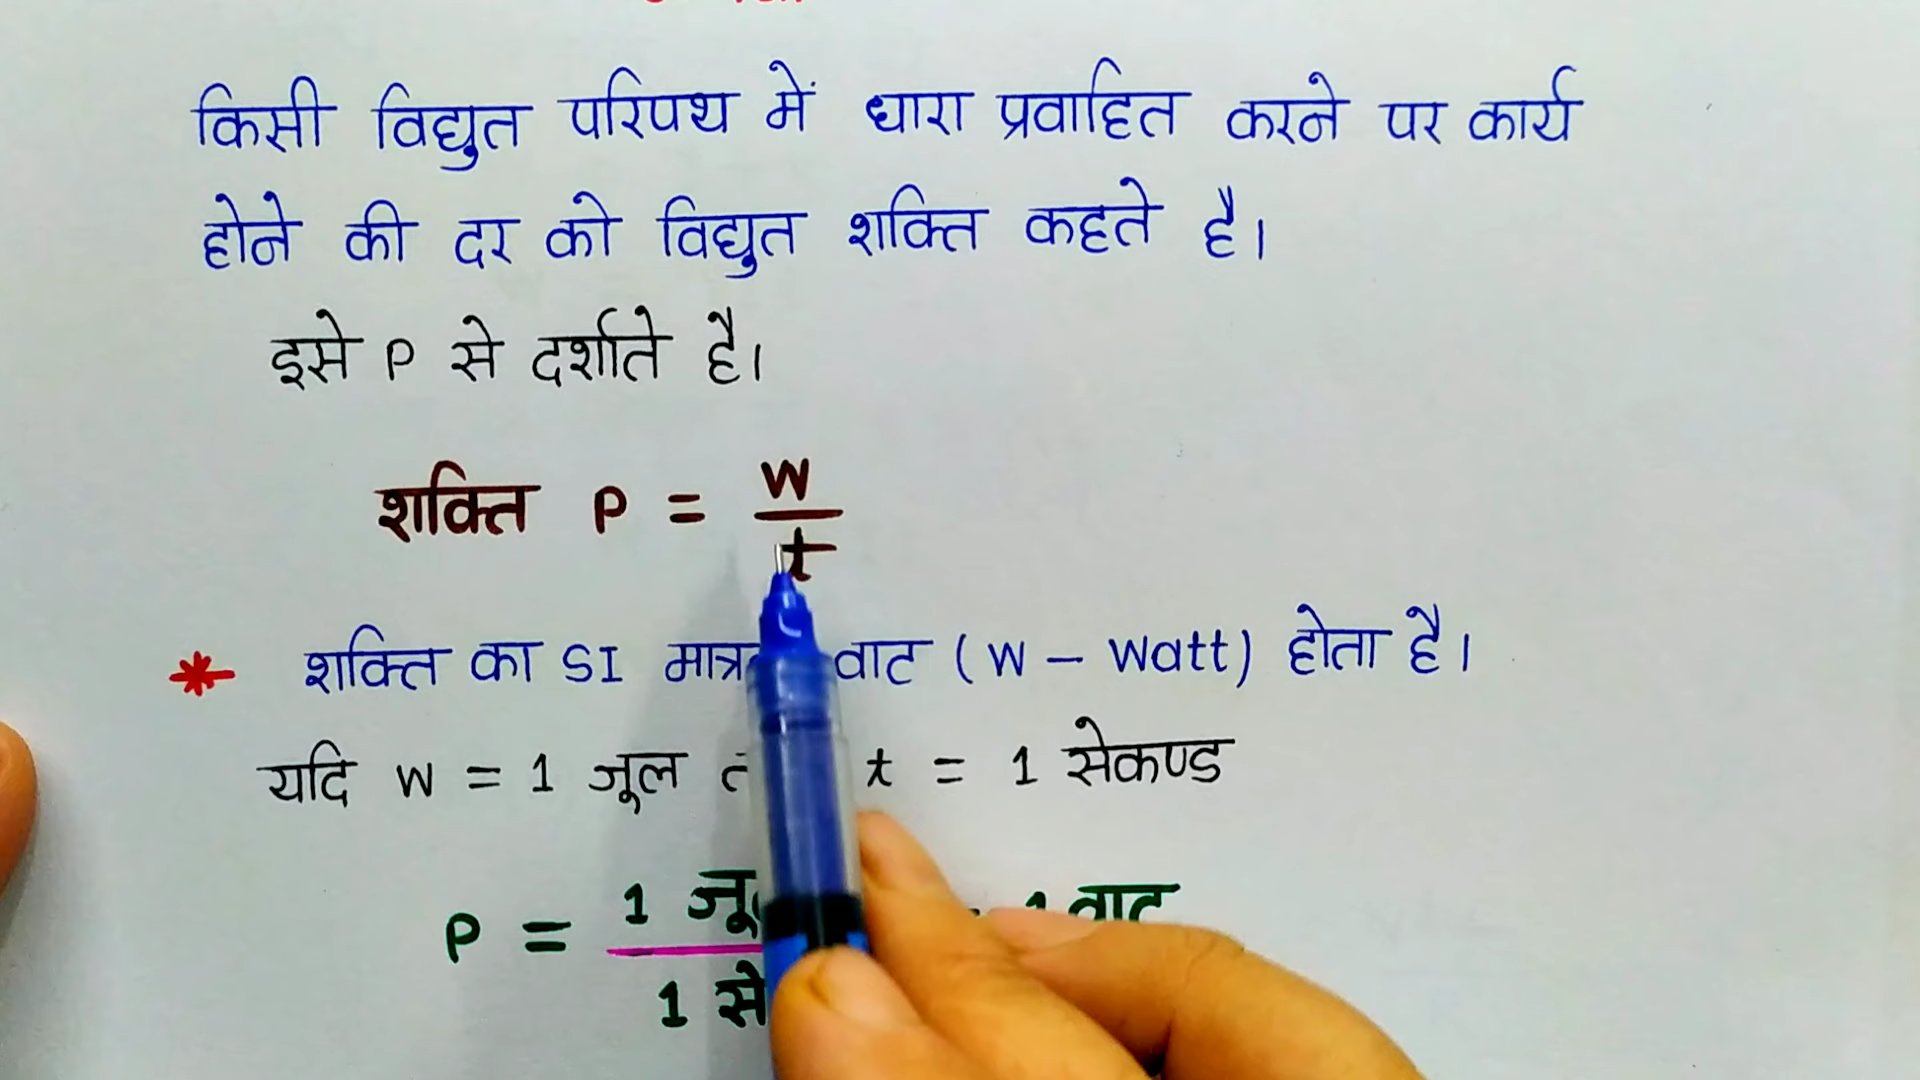 किसी विद्युत परिपथ में धारा प्रवाहित करने पर कार्य
होने की दर को विद्युत शक्ति कहते है।
इसे P से दर्शाते है।
शक्ति P = W
t
* शक्ति का SI वाट (W - Watt) होता है।
यदि W = 1 जूल t = 1 सेकण्ड
P = 1 1 वाट
1